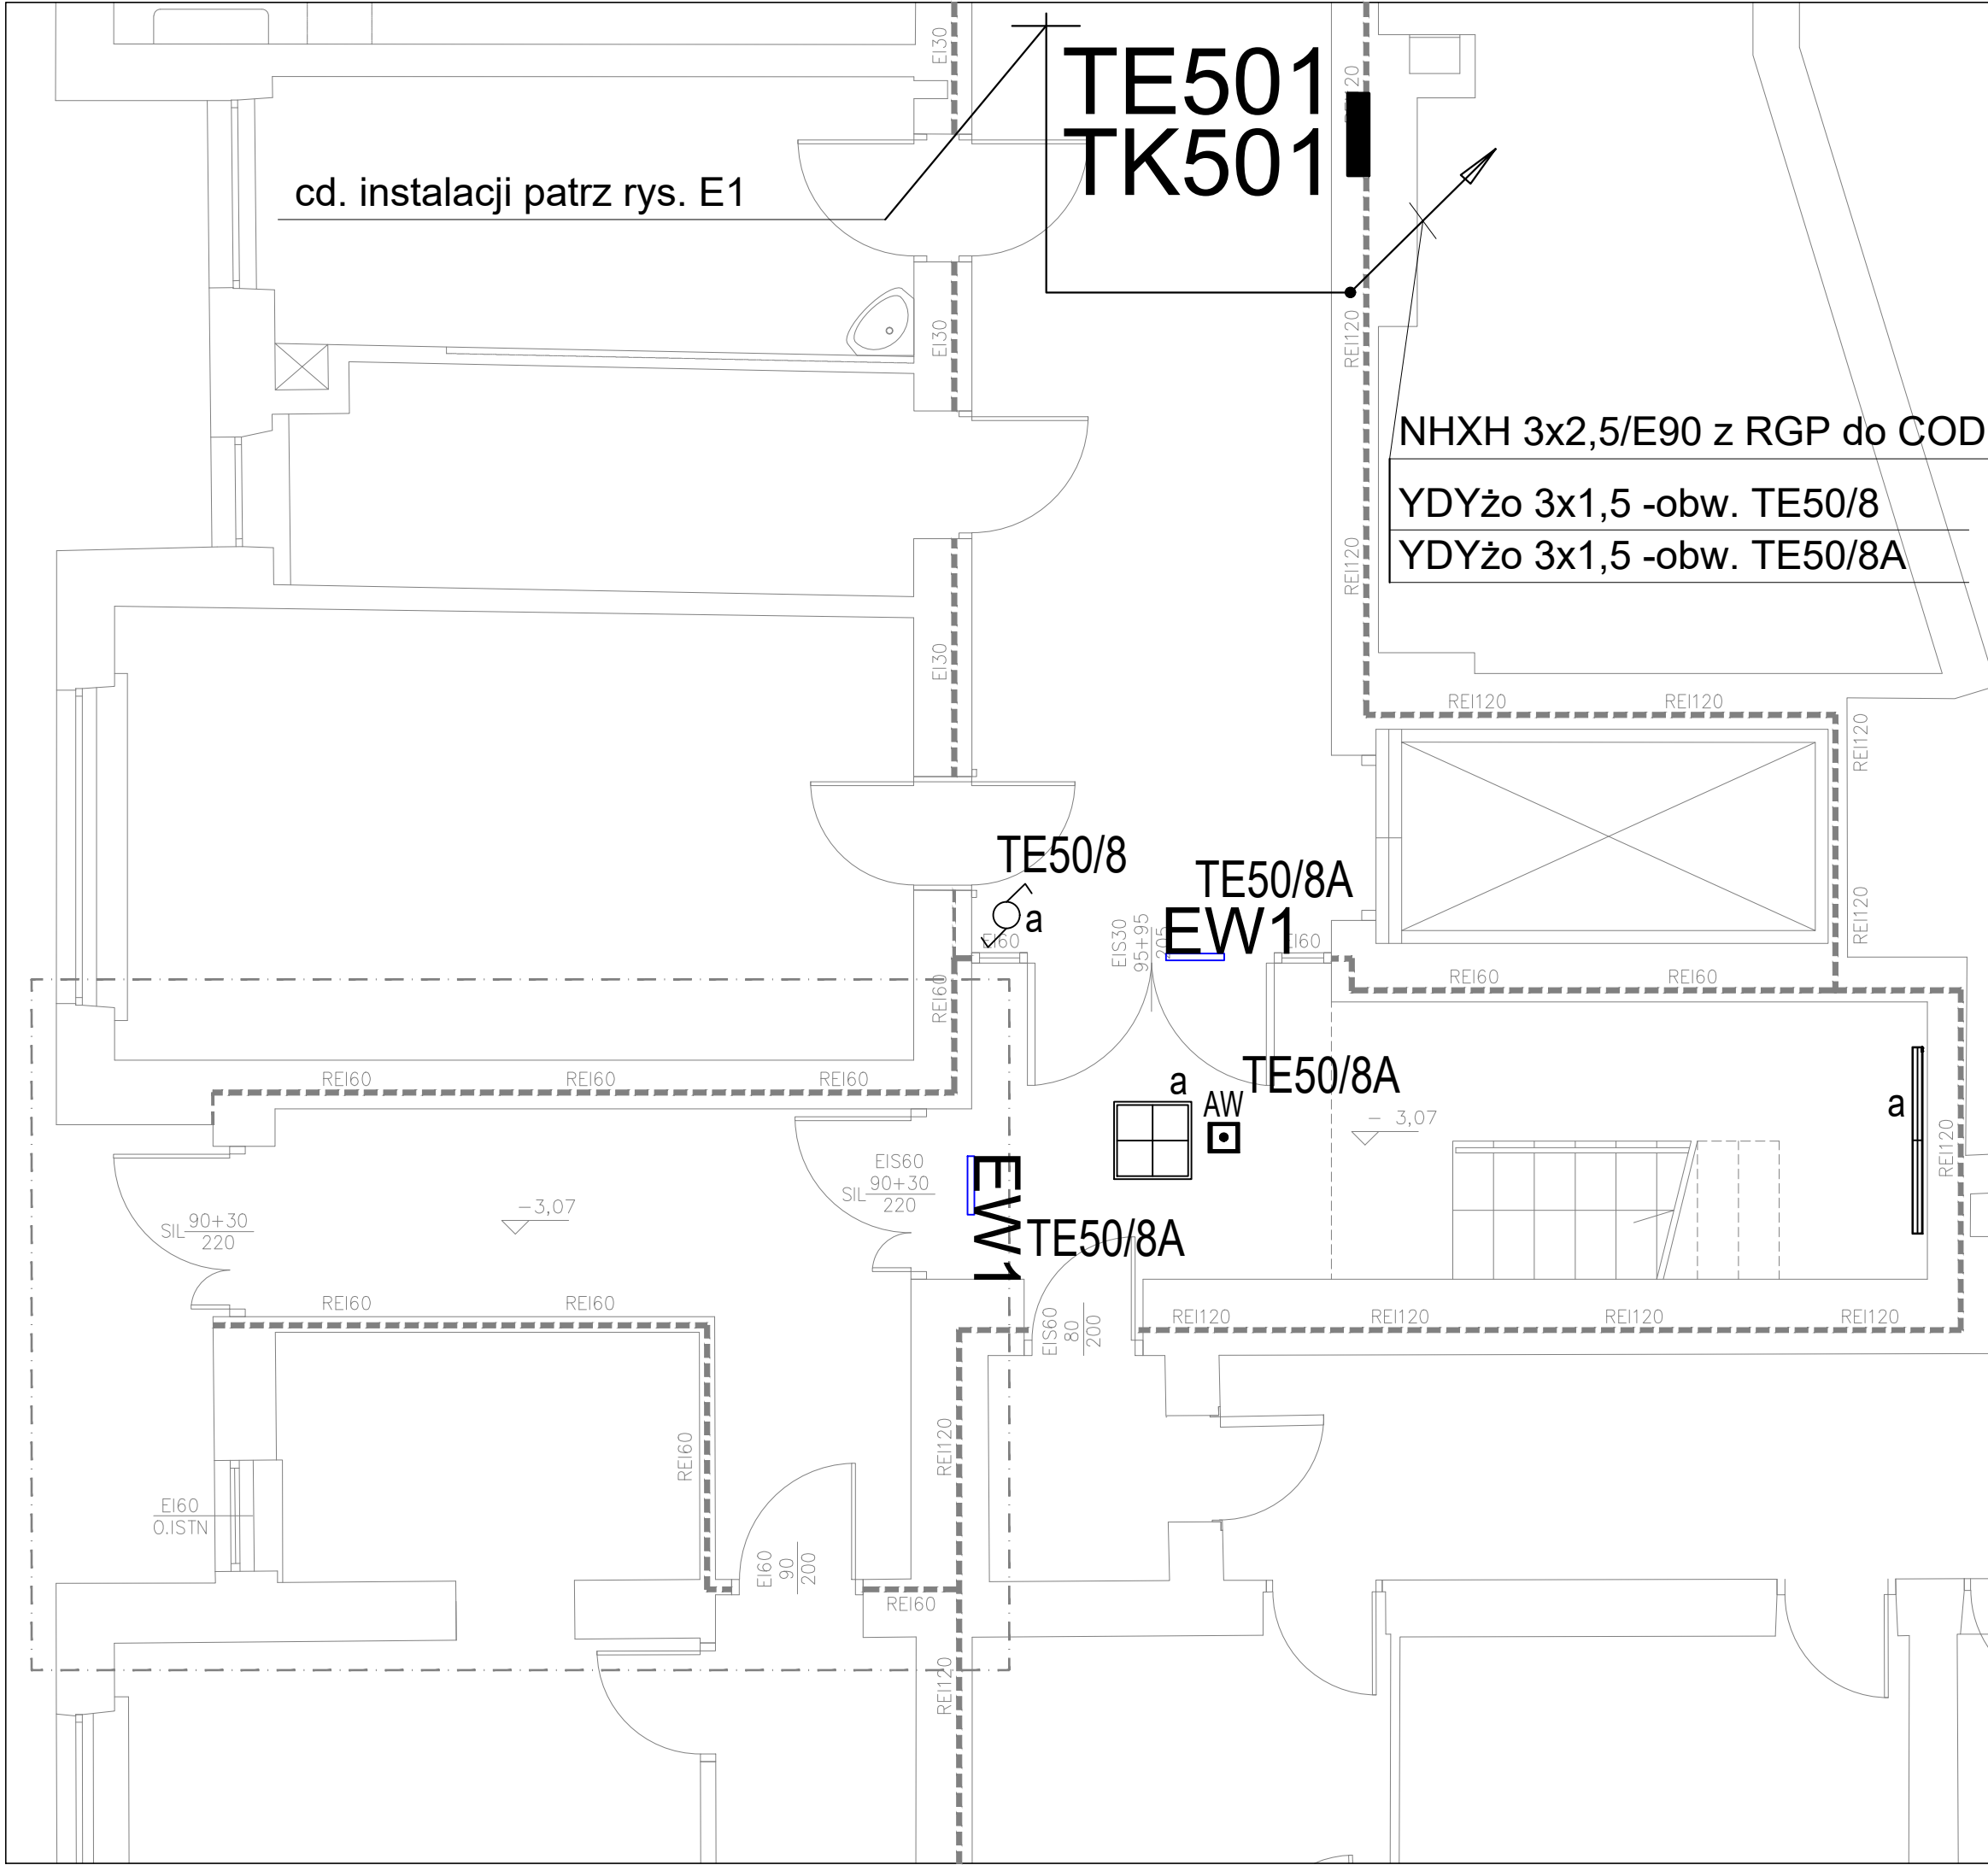 EI30
TE501
REI120
TK501
cd. instalacji patrz rys. E1
EI30
REI120
NHXH 3x2,5/E90 z RGP do COD
YDYżo 3x1,5 -obw. TE50/8
YDYżo 3x1,5 -obw. TE50/8A
REI120
EI30
REI120
REI120
REI120
TE50/8
TE50/8A
a
EW1
EI60
EIS30
95+95
205
EI60
REI120
REI60
REI60
REI60
REI60
REI60
REI60
TE50/8A
a
AW
a
- 3,07
REI120
EIS60
SIL 90+30
220
EW1
-3,07
SIL 90+30
220
TE50/8A
REI60
REI60
EIS60
80
200
REI120
REI120
REI120
REI120
REI60
REI120
EI60
O.ISTN
EI60
90
200
REI60
REI120